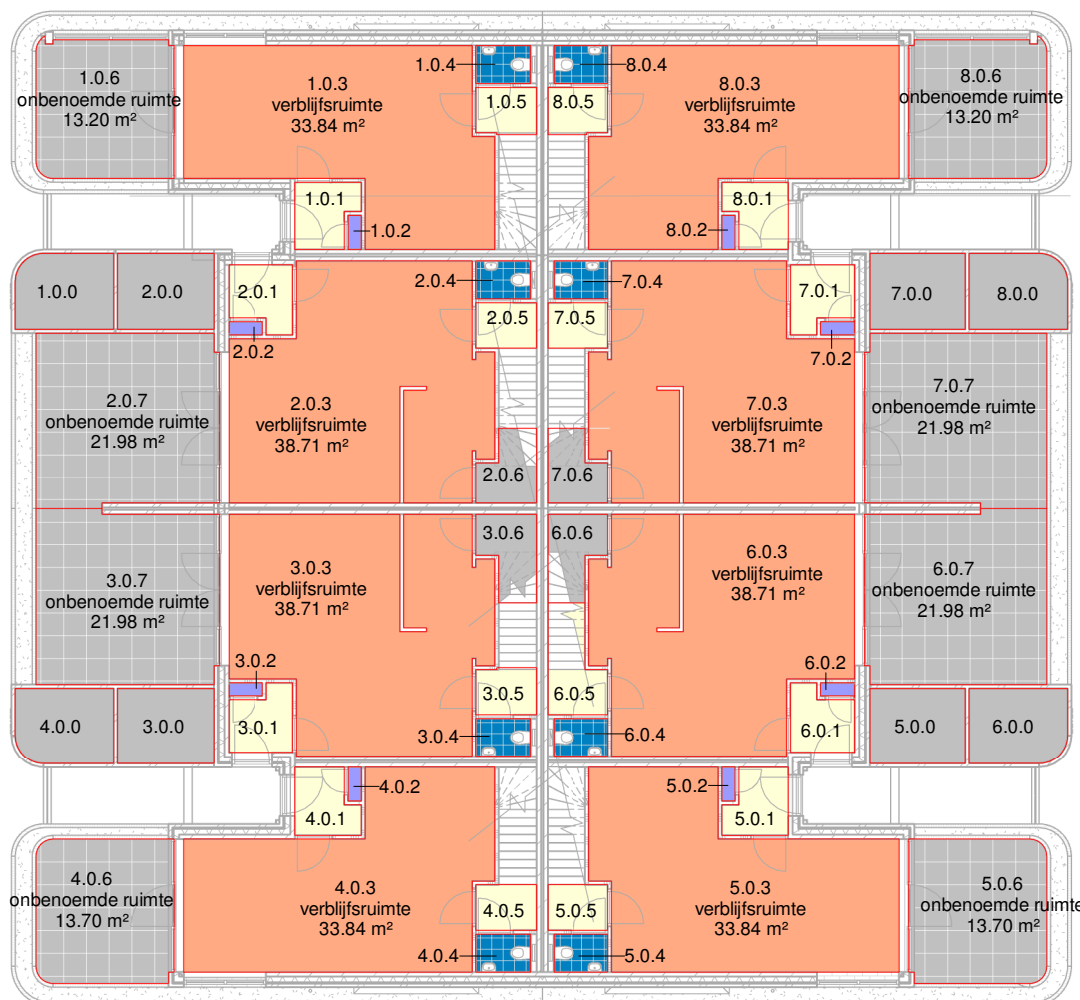 1.0.6
onbenoemde ruimte
13.20 m²
1.0.3
verblijfsruimte
33.84 m²
1.0.4
8.0.4
8.0.3
verblijfsruimte
33.84 m²
8.0.6
onbenoemde ruimte
13.20 m²
1.0.5
8.0.5
1.0.1
8.0.1
1.0.2
8.0.2
1.0.0
2.0.0
2.0.1
2.0.4
7.0.4
7.0.1
7.0.0
8.0.0
2.0.5
7.0.5
2.0.2
7.0.2
2.0.7
onbenoemde ruimte
21.98 m²
2.0.3
verblijfsruimte
38.71 m²
7.0.3
verblijfsruimte
38.71 m²
7.0.7
onbenoemde ruimte
21.98 m²
2.0.6
7.0.6
3.0.6
6.0.6
3.0.7
onbenoemde ruimte
21.98 m²
3.0.3
verblijfsruimte
38.71 m²
6.0.3
verblijfsruimte
38.71 m²
6.0.7
onbenoemde ruimte
21.98 m²
3.0.2
6.0.2
3.0.5
6.0.5
4.0.0
3.0.0
3.0.1
3.0.4
6.0.4
6.0.1
5.0.0
6.0.0
4.0.2
5.0.2
4.0.1
5.0.1
4.0.6
onbenoemde ruimte
13.70 m²
4.0.3
verblijfsruimte
33.84 m²
4.0.5
5.0.5
5.0.3
verblijfsruimte
33.84 m²
5.0.6
onbenoemde ruimte
13.70 m²
4.0.4
5.0.4